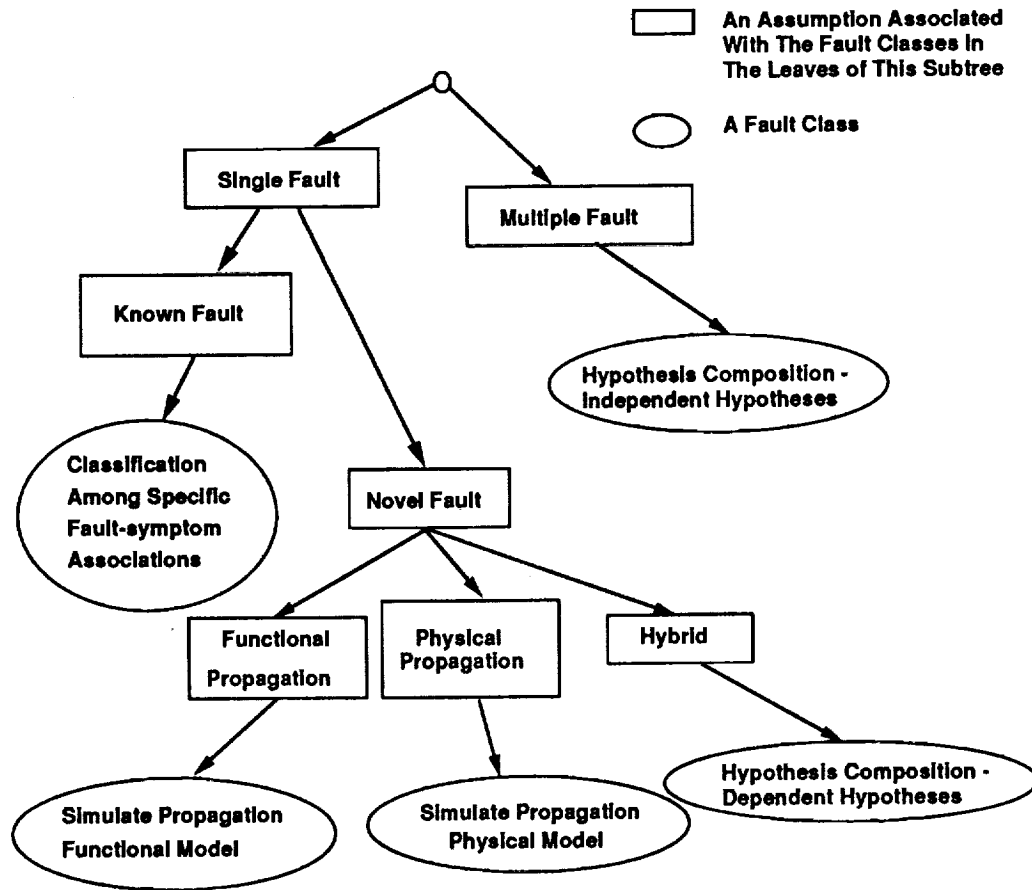 An Assumption Associated
With The Fault Classes In
The Leaves of This Subtree
A Fault Class
Single Fault
Multiple Fault
Known Fault
Hypothesis Composition -
Independent Hypotheses
Classification
Among Specific
Fault-symptom
Associations
Novel Fault
Functional
Propagation
Physical
Propagation
Hybrid
Simulate Propagation
Functional Model
Simulate Propagation
Physical Model
Hypothesis Composition -
Dependent Hypotheses